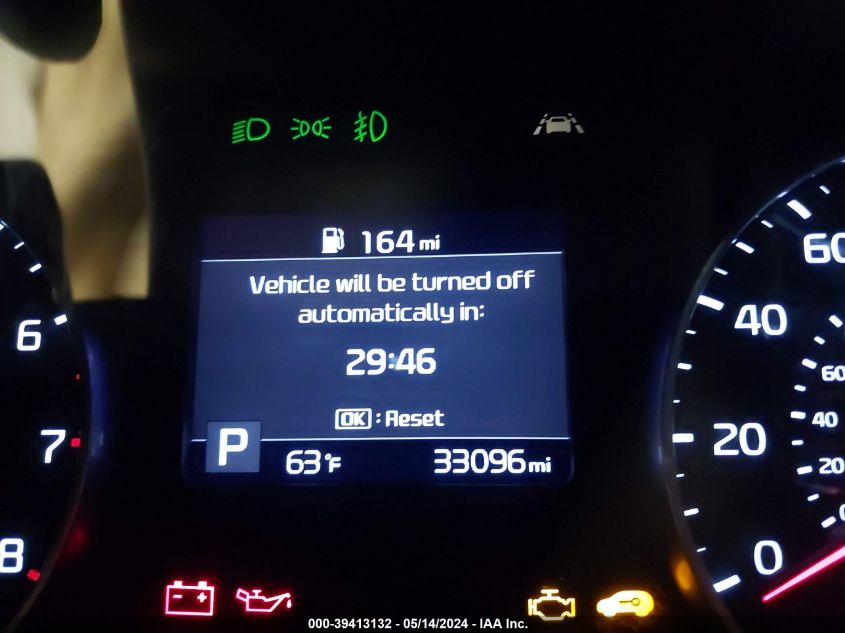 164 mi
Vehicle will be turned off
automatically in:
29:46
OK : Reset
P
63°F
33096 mi
6
7
8
60
40
20
0
60
40
20
0
000-39413132 - 05/14/2024 - IAA Inc.